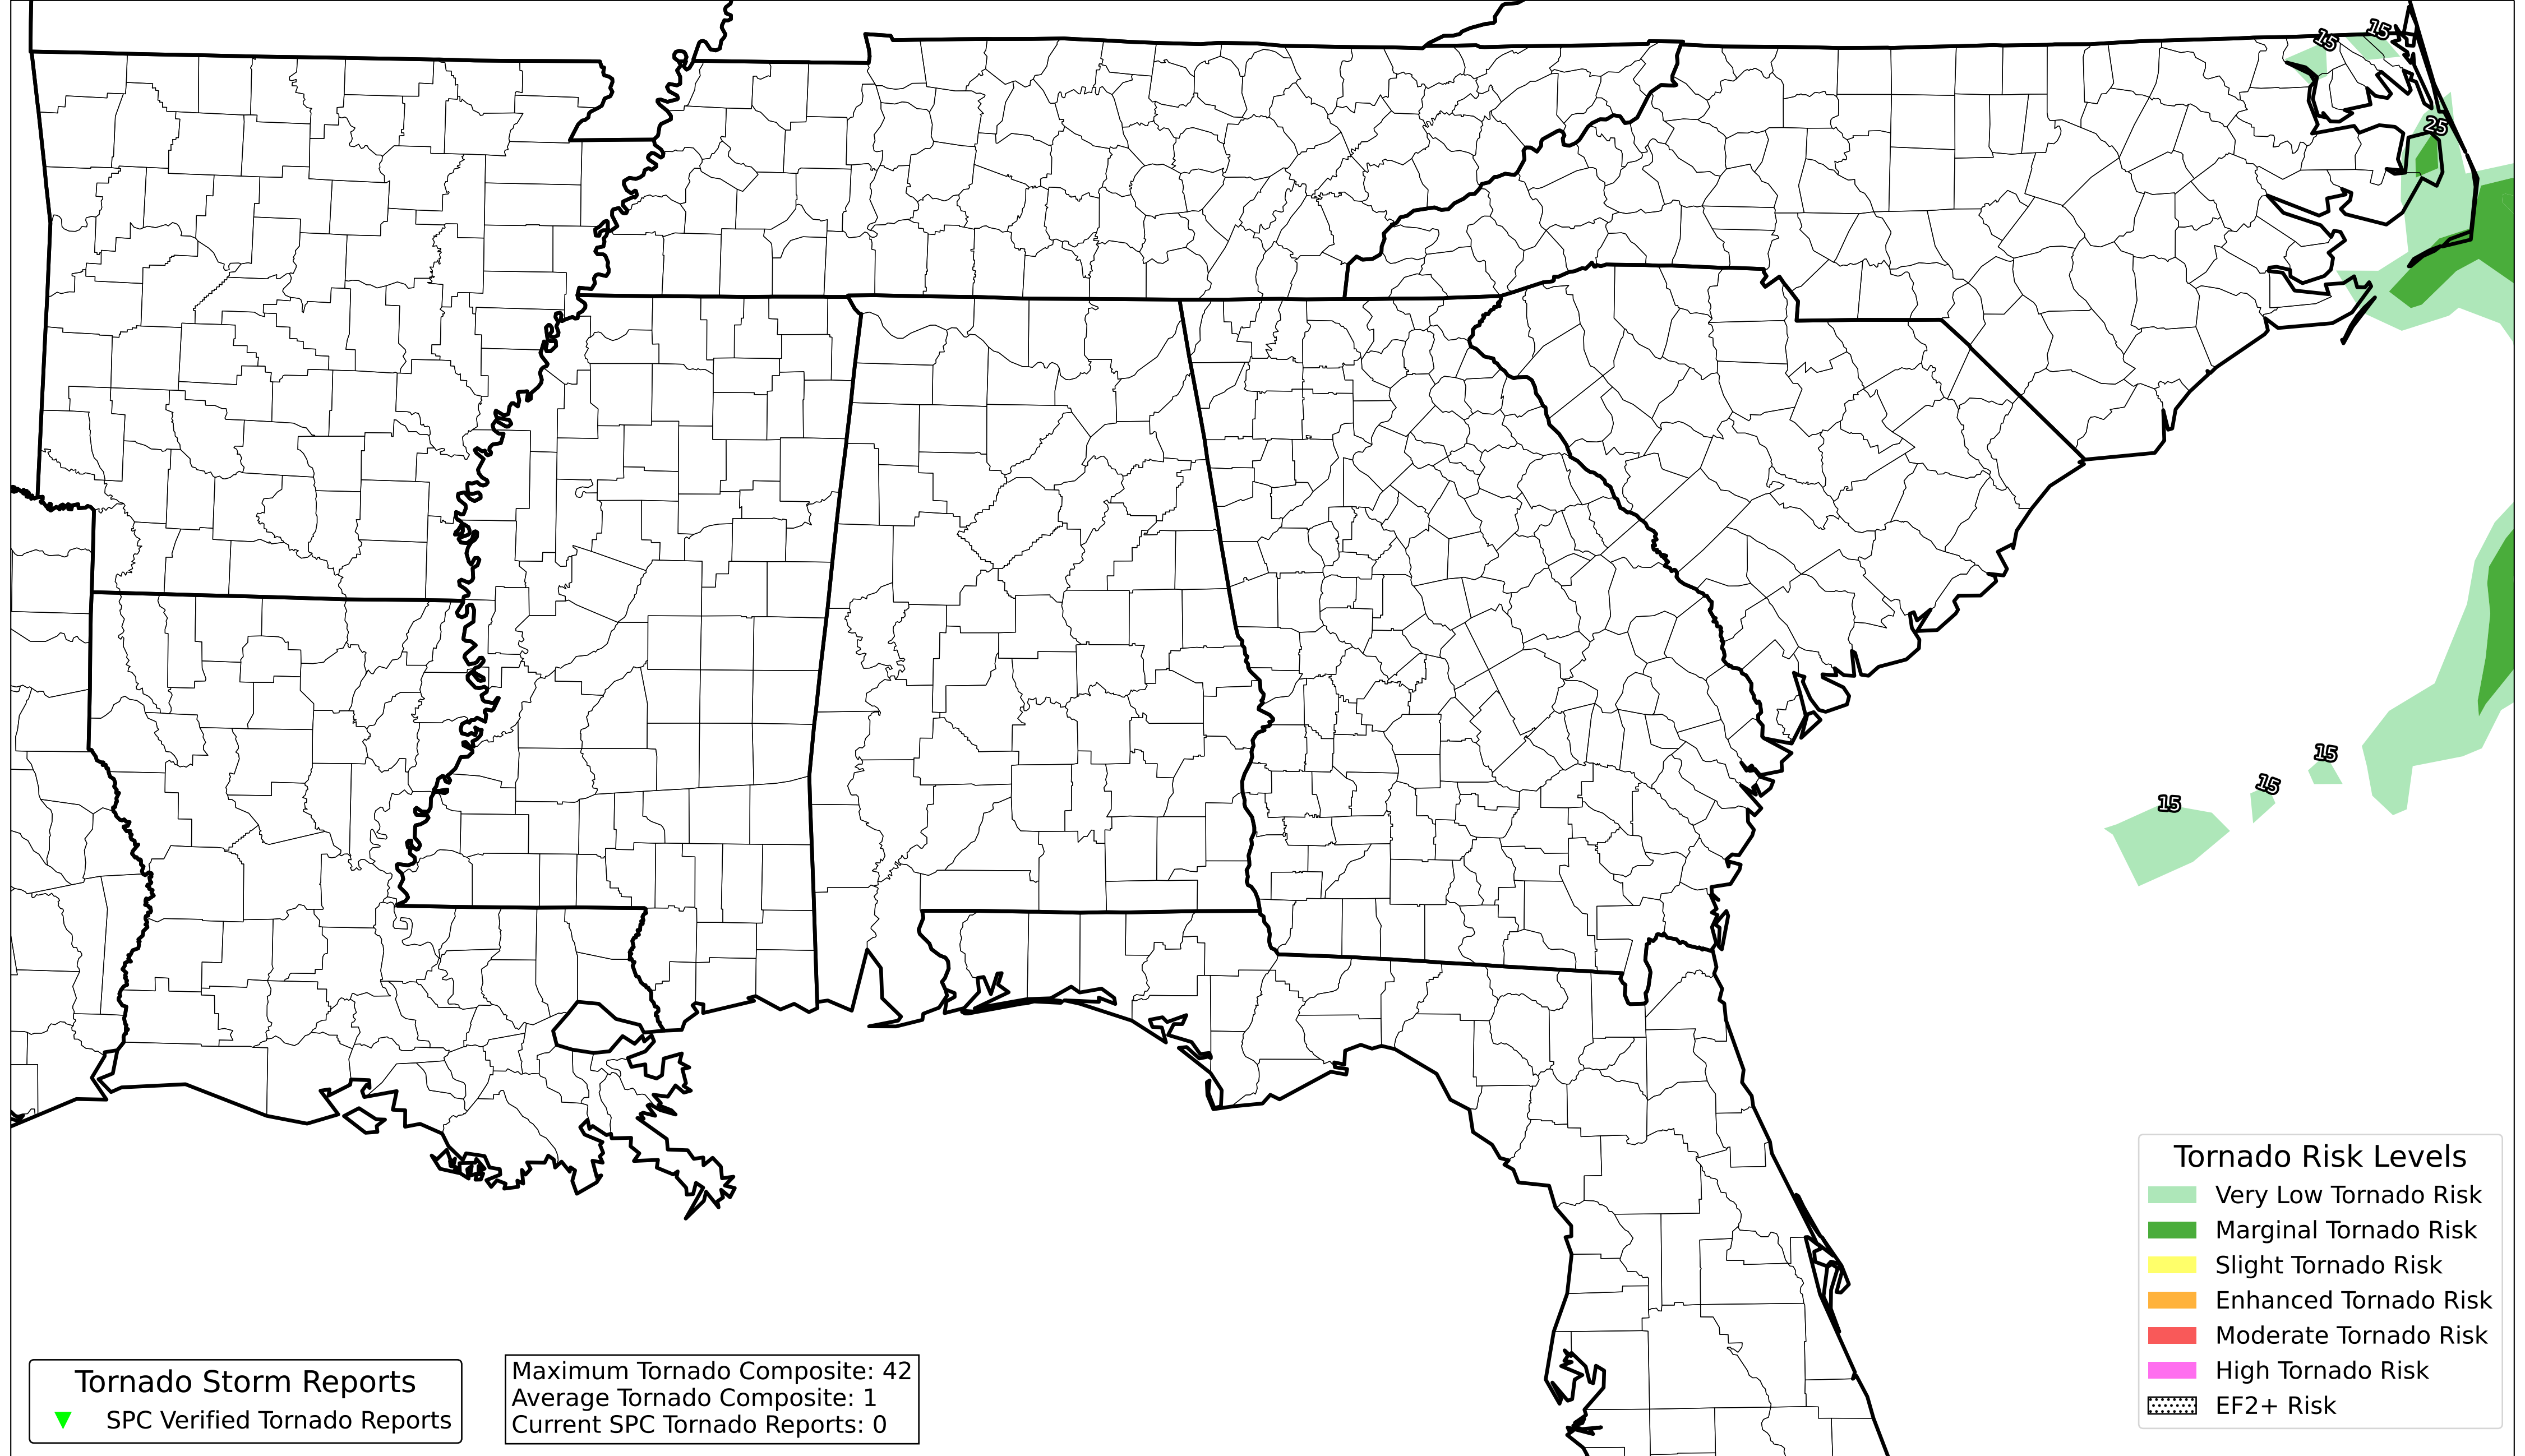 15
15
25
15
15
15
Tornado Risk Levels
Very Low Tornado Risk
Marginal Tornado Risk
Slight Tornado Risk
Enhanced Tornado Risk
Moderate Tornado Risk
High Tornado Risk
EF2+ Risk
Tornado Storm Reports
SPC Verified Tornado Reports
Maximum Tornado Composite: 42
Average Tornado Composite: 1
Current SPC Tornado Reports: 0